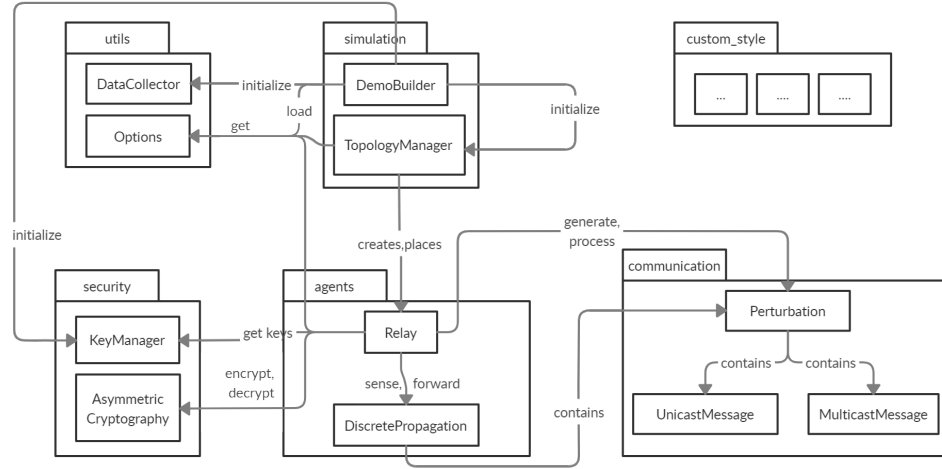 utils
simulation
custom_style
DataCollector
initialize
DemoBuilder
...
....
....
load
initialize
Options
get
TopologyManager
initialize
creates,places
generate,
process
security
agents
communication
KeyManager
get keys
Relay
Perturbation
encrypt,
decrypt
sense, forward
contains
contains
Asymmetric
Cryptography
contains
DiscretePropagation
UnicastMessage
MulticastMessage